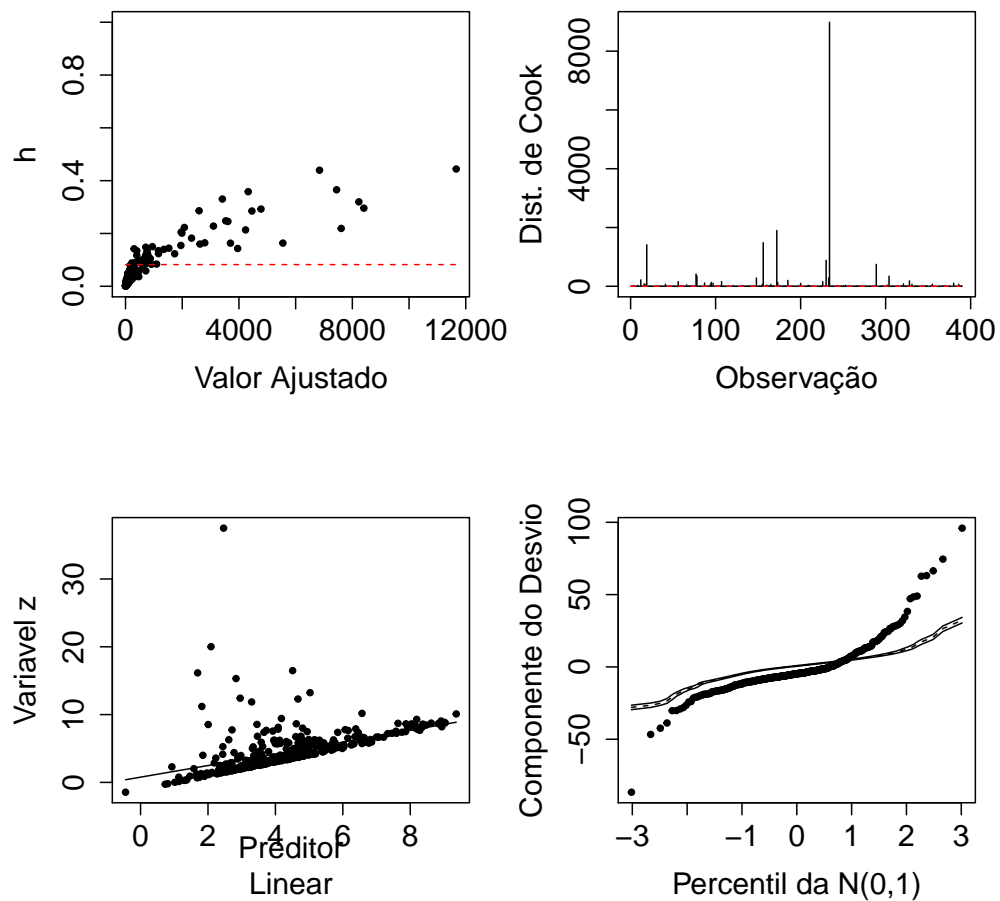 h
0.0 0.4 0.8
0 4000 8000 12000
Valor Ajustado
Dist. de Cook
0 4000 8000
0 100 200 300 400
Observação
Variavel z
0 10 20 30
0 2 4 6 8
Preditor
Linear
Componente do Desvio
−50 0 50 100
−3 −1 0 1 2 3
Percentil da N(0,1)